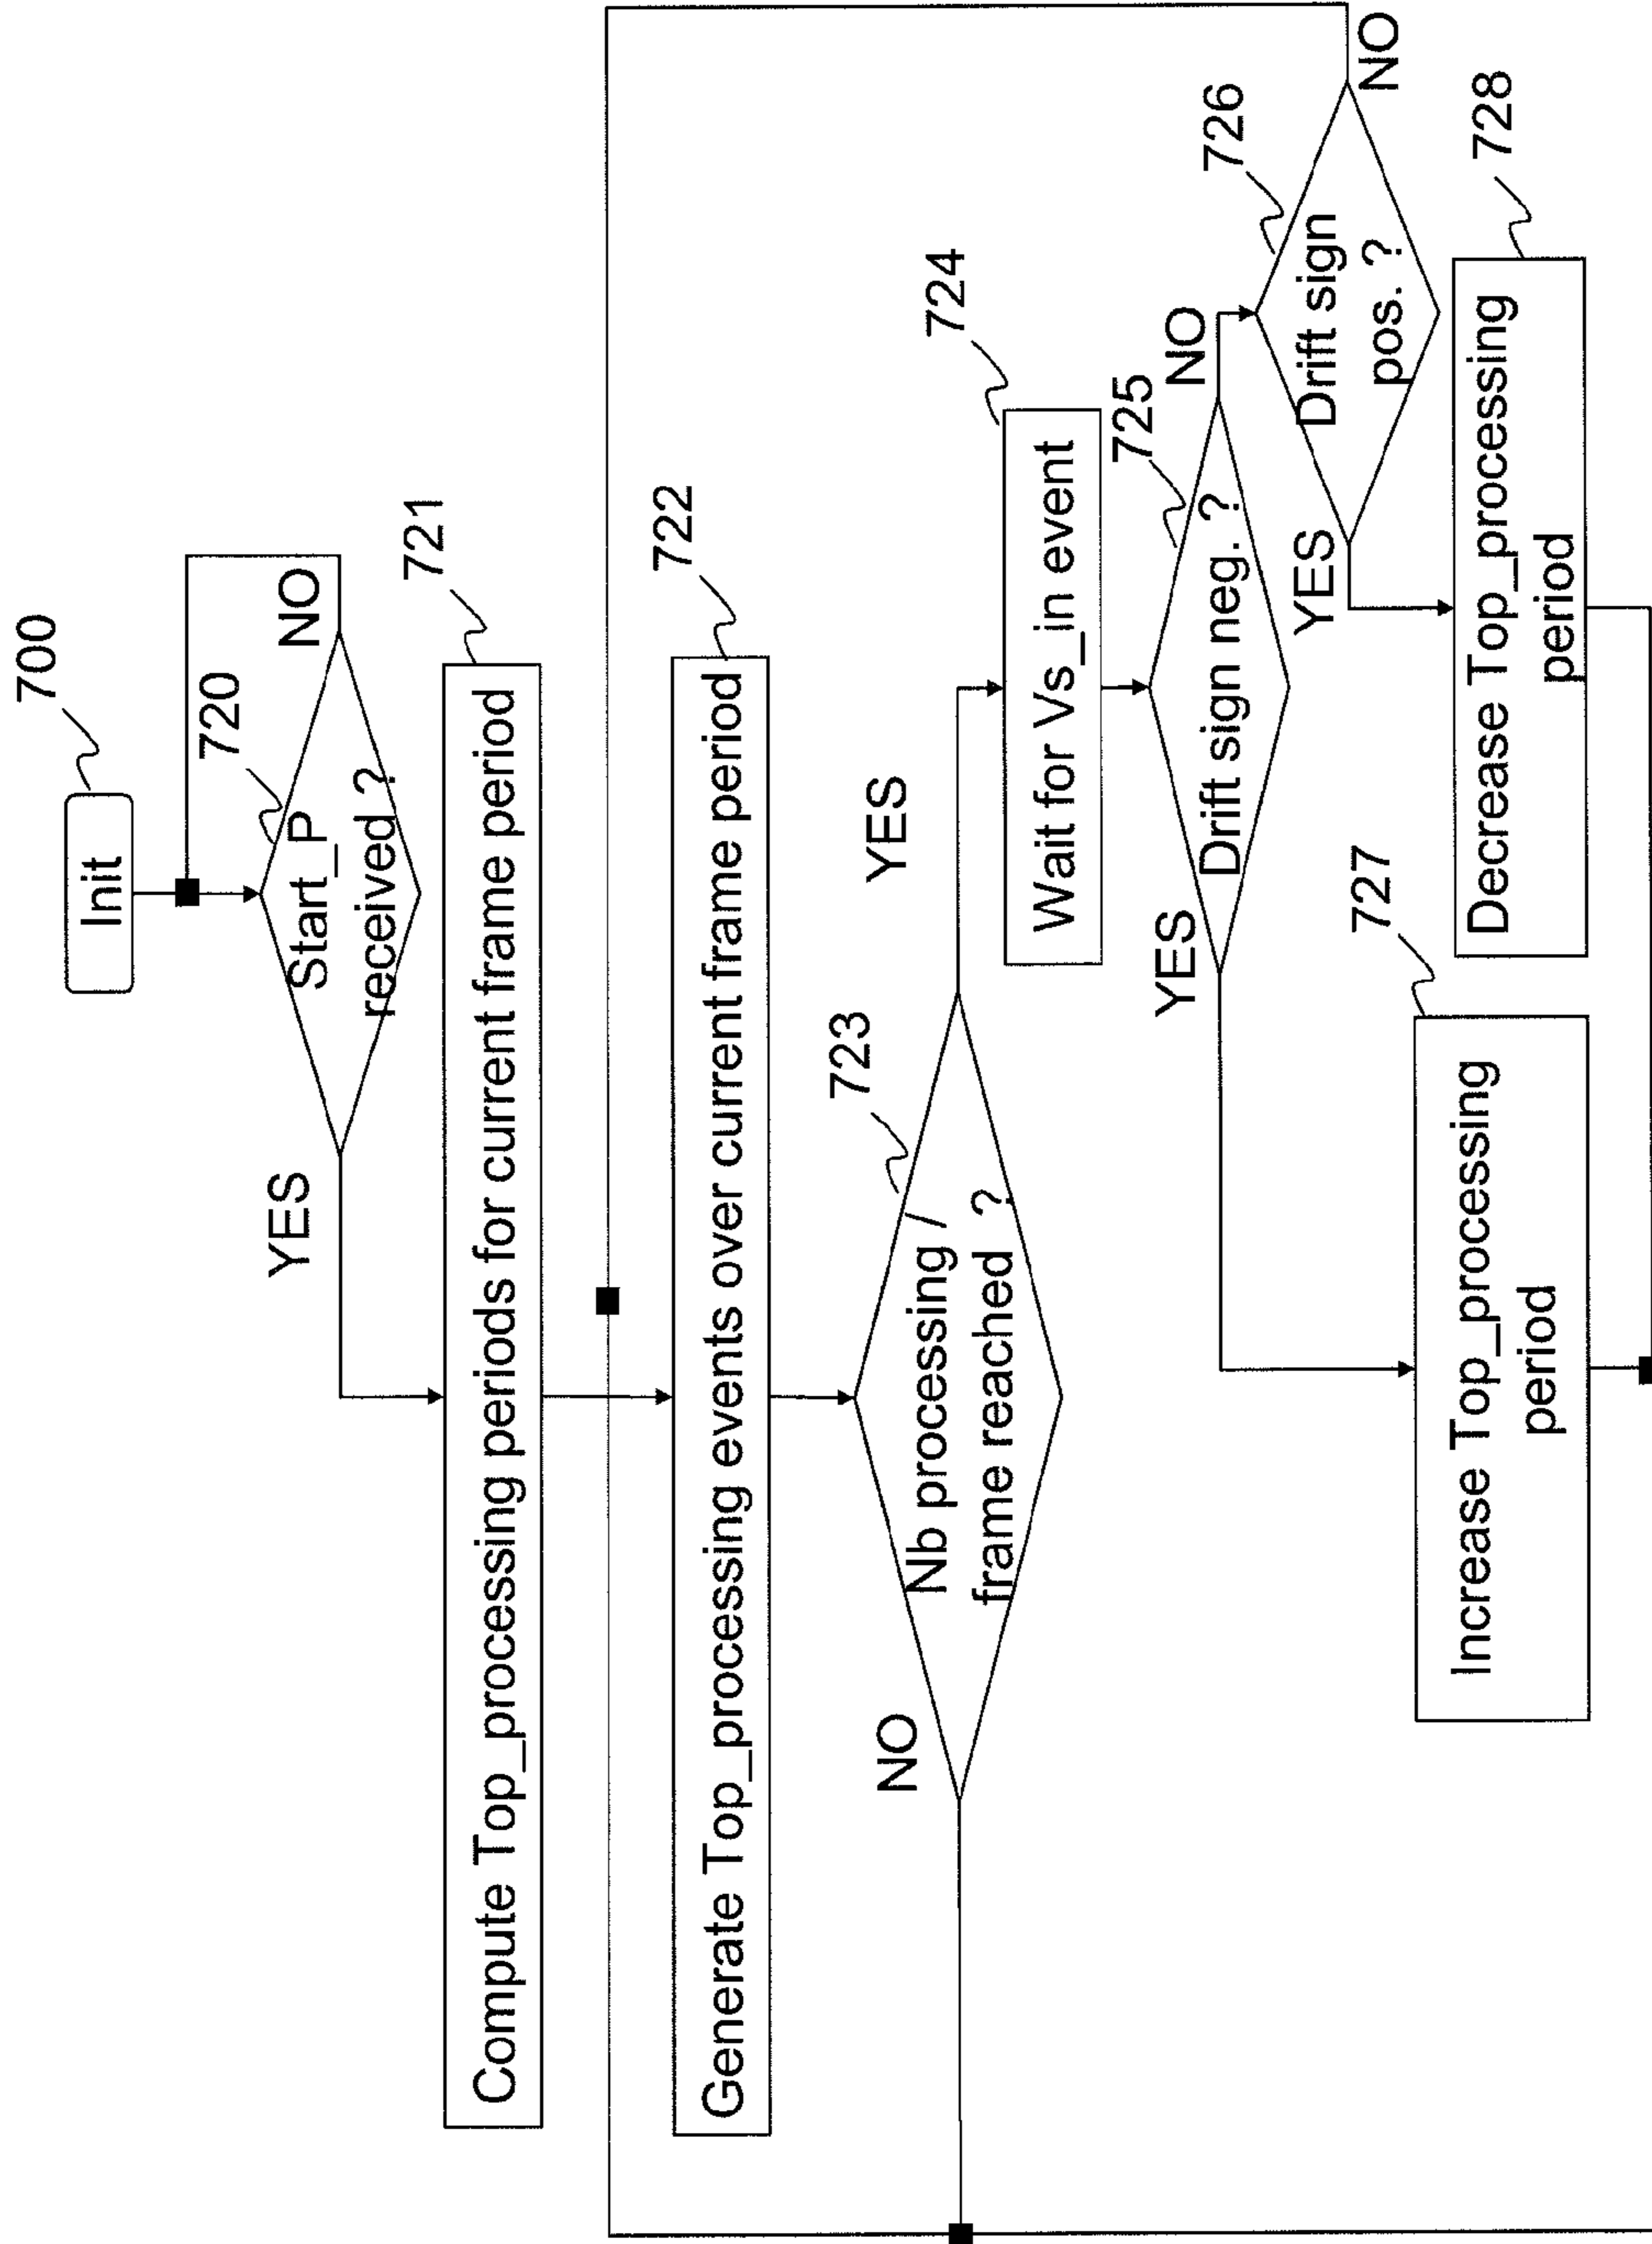 700
Init
720
Start_P
received ?
NO
YES
721
Compute Top_processing periods for current frame period
722
Generate Top_processing events over current frame period
723
Nb processing /
frame reached ?
NO
YES
724
Wait for Vs_in event
725
Drift sign neg. ?
YES
NO
726
Drift sign
pos. ?
YES
NO
727
Increase Top_processing
period
728
Decrease Top_processing
period